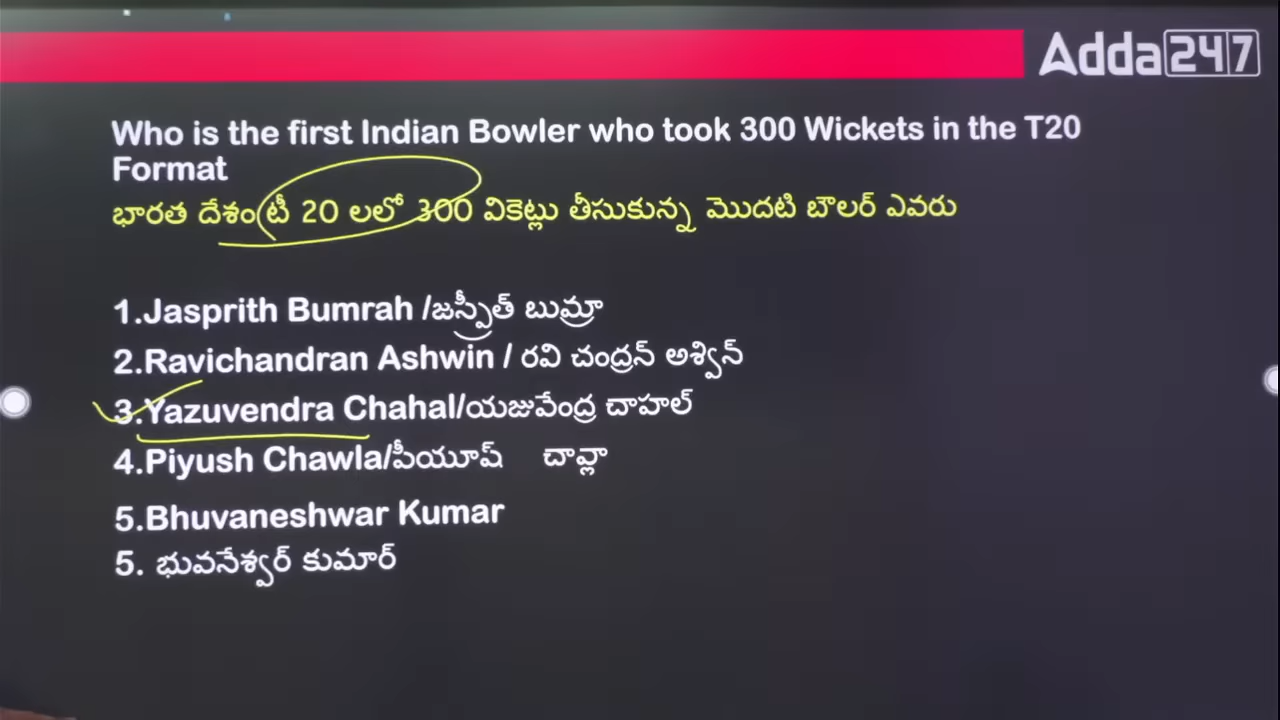 Adda247
Who is the first Indian Bowler who took 300 Wickets in the T20
Format
భారత దేశం టీ 20 లలో 300 వికెట్లు తీసుకున్న మొదటి బౌలర్ ఎవరు
1.Jasprith Bumrah /జస్ప్రీత్ బుమ్రా
2.Ravichandran Ashwin / రవి చంద్రన్ అశ్విన్
3.Yazuvendra Chahal/యజువేంద్ర చాహల్
4.Piyush Chawla/పీయూష్ చావ్లా
5.Bhuvaneshwar Kumar
5. భువనేశ్వర్ కుమార్